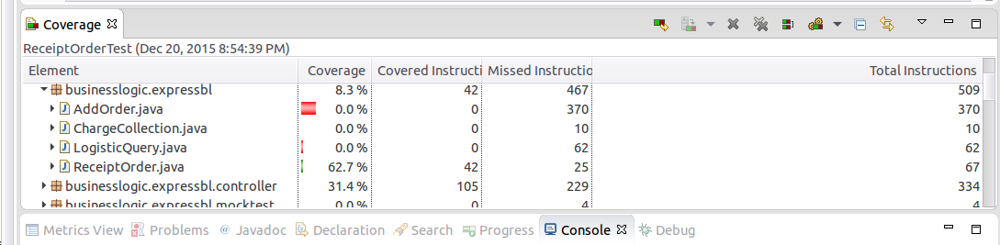 Coverage
ReceiptOrderTest (Dec 20, 2015 8:54:39 PM)
Element Coverage Covered Instructi Missed Instructio Total Instructions
businesslogic.expressbl 8.3 % 42 467 509
AddOrder.java 0.0 % 0 370 370
ChargeCollection.java 0.0 % 0 10 10
LogisticQuery.java 0.0 % 0 62 62
ReceiptOrder.java 62.7 % 42 25 67
businesslogic.expressbl.controller 31.4 % 105 229 334
businesslogic.expressbl.mocktest 0.0 % 0 4 4
Metrics View Problems @ Javadoc Declaration Search Progress Console Debug